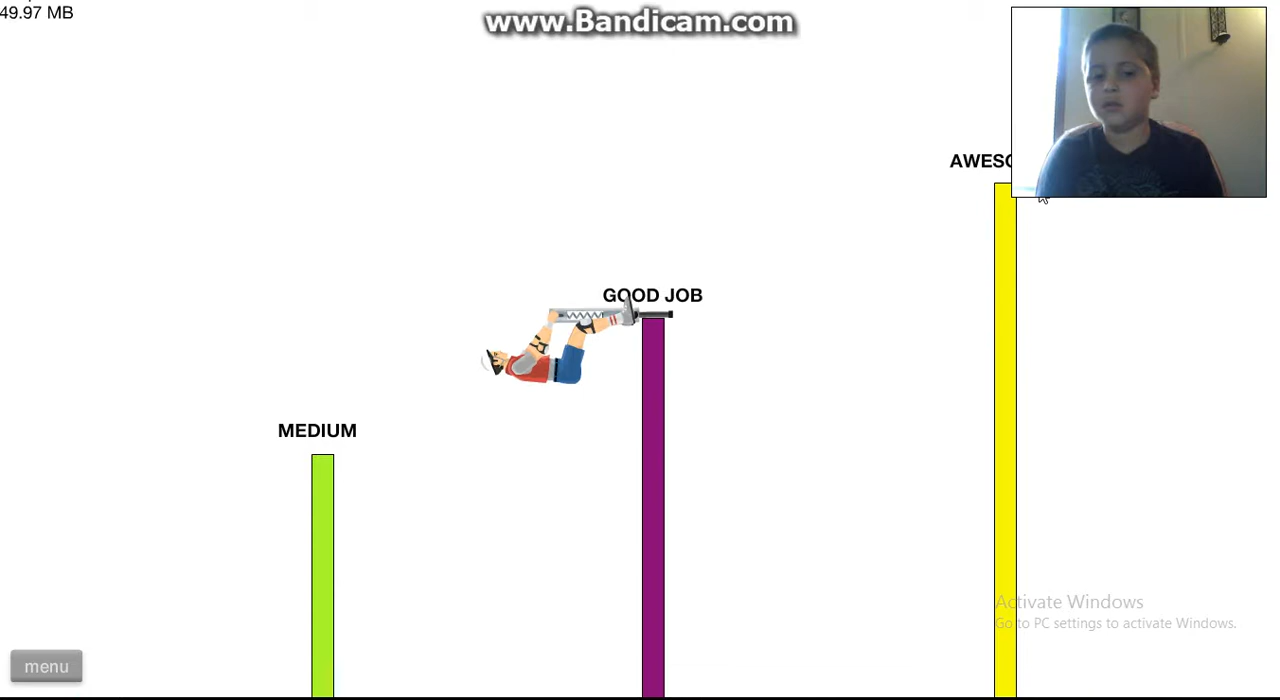 49.97 MB
www.Bandicam.com
AWESO
GOOD JOB
MEDIUM
Activate Windows
Go to PC settings to activate Windows.
menu